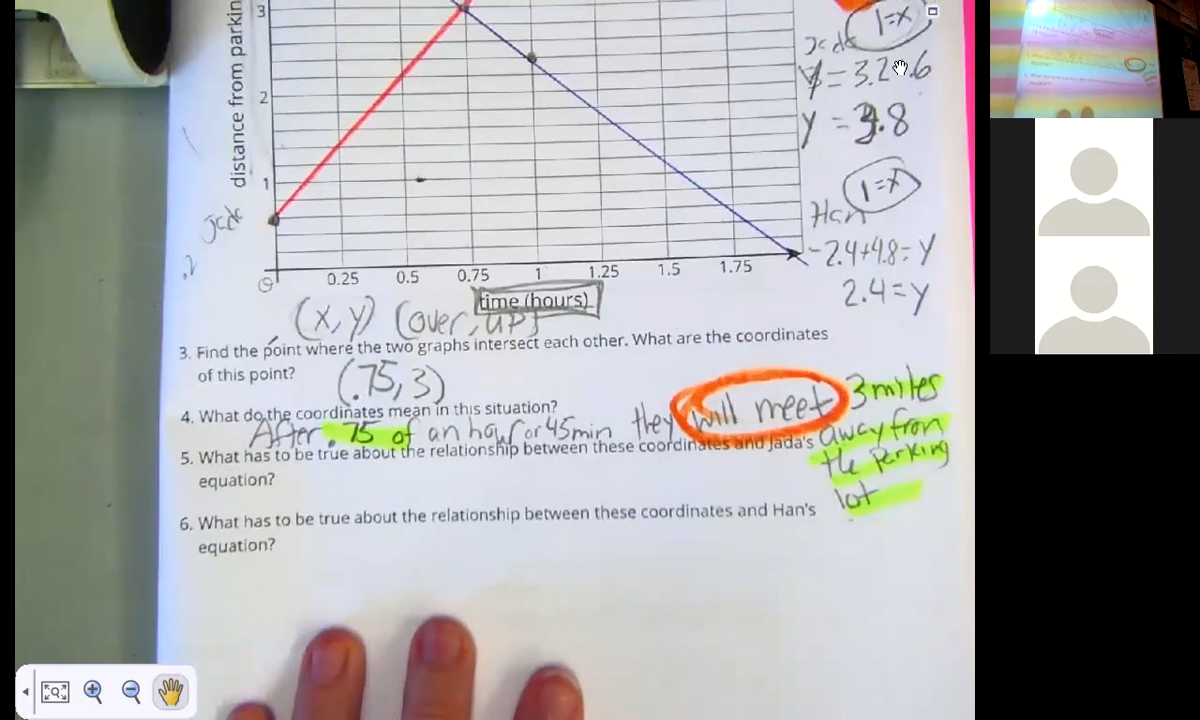 3
distance from parkin
2
1
Jade
.2
0
0.25 0.5 0.75 1 1.25 1.5 1.75
time (hours)
1=x
Jade
y = 3.2+.6
y = 3.8
1=x
Han
-2.4+4.8=y
2.4=y
(x,y) (over, up)
3. Find the point where the two graphs intersect each other. What are the coordinates
of this point? (.75,3)
4. What do the coordinates mean in this situation?
After .75 of an hour or 45min they will meet 3 miles
away from
the parking
lot
5. What has to be true about the relationship between these coordinates and Jada's
equation?
6. What has to be true about the relationship between these coordinates and Han's
equation?